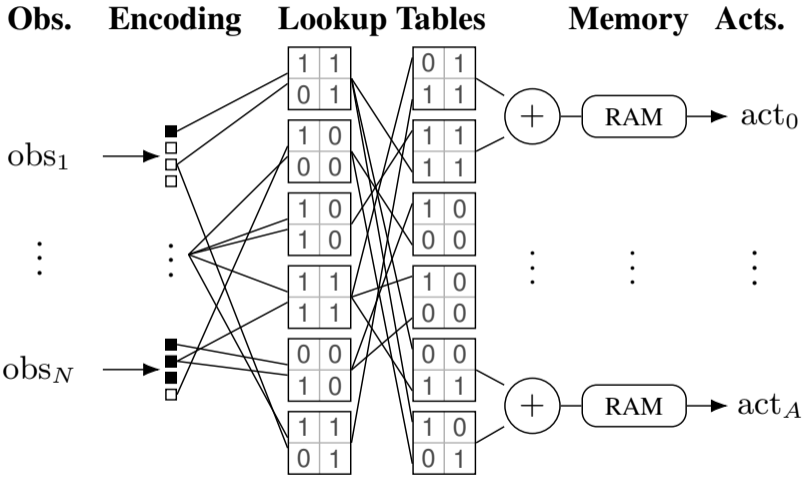 Obs. Encoding Lookup Tables Memory Acts.
1 1 0 1
0 1 1 1
+ RAM act₀
1 0 1 1
0 0 1 1
obs₁
1 0 1 0
1 0 0 0
⋮ ⋮ ⋮ ⋮ ⋮
1 1 1 0
1 1 0 0
0 0 0 0
1 0 1 1
obs_N
+ RAM act_A
1 1 1 0
0 1 0 1